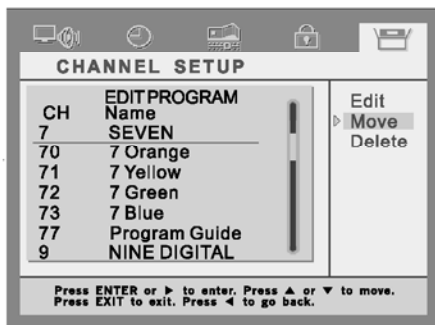 CHANNEL SETUP
EDIT PROGRAM
CH Name
7 SEVEN
70 7 Orange
71 7 Yellow
72 7 Green
73 7 Blue
77 Program Guide
9 NINE DIGITAL
Edit
Move
Delete
Press ENTER or ▶ to enter. Press ▲ or ▼ to move.
Press EXIT to exit. Press ◀ to go back.